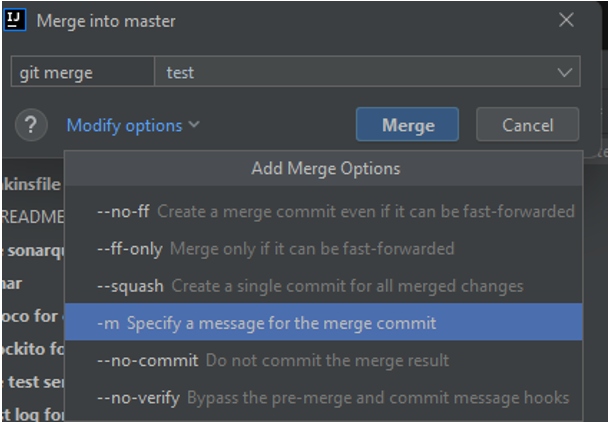 IJ Merge into master
git merge test
? Modify options Merge Cancel
Add Merge Options
kinsfile
--no-ff Create a merge commit even if it can be fast-forwarded
README
--ff-only Merge only if it can be fast-forwarded
sonarqu
--squash Create a single commit for all merged changes
nar
-m Specify a message for the merge commit
oco for
--no-commit Do not commit the merge result
ockito fo
--no-verify Bypass the pre-merge and commit message hooks
test ser
st log for